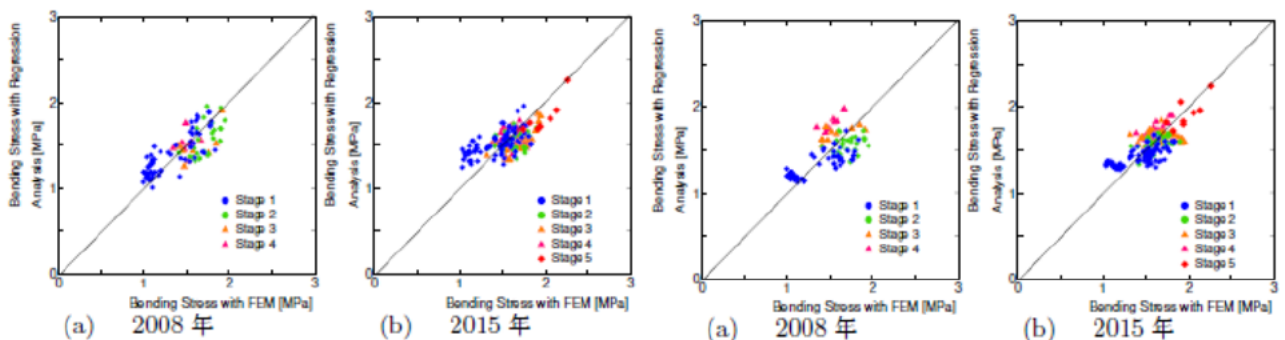 3
2
1
0
Bending Stress with Regression
Analysis [MPa]
Stage 1
Stage 2
Stage 3
Stage 4
0 1 2 3
Bending Stress with FEM [MPa]
(a) 2008 年
3
2
1
0
Bending Stress with Regression
Analysis [MPa]
Stage 1
Stage 2
Stage 3
Stage 4
Stage 5
0 1 2 3
Bending Stress with FEM [MPa]
(b) 2015 年
3
2
1
0
Bending Stress with Regression
Analysis [MPa]
Stage 1
Stage 2
Stage 3
Stage 4
0 1 2 3
Bending Stress with FEM [MPa]
(a) 2008 年
3
2
1
0
Bending Stress with Regression
Analysis [MPa]
Stage 1
Stage 2
Stage 3
Stage 4
Stage 5
0 1 2 3
Bending Stress with FEM [MPa]
(b) 2015 年